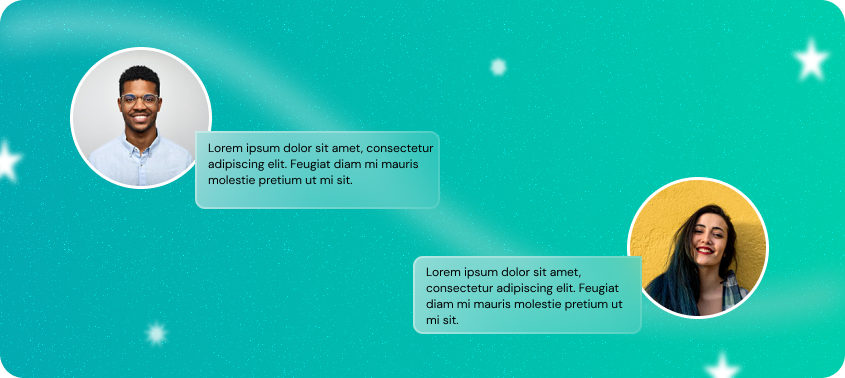 Lorem ipsum dolor sit amet, consectetur
adipiscing elit. Feugiat diam mi mauris
molestie pretium ut mi sit.
Lorem ipsum dolor sit amet,
consectetur adipiscing elit. Feugiat
diam mi mauris molestie pretium ut
mi sit.